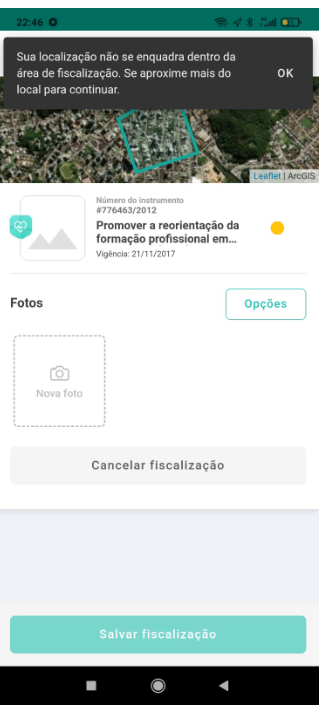 22:46
Sua localização não se enquadra dentro da
área de fiscalização. Se aproxime mais do
local para continuar.
OK
Leaflet | ArcGIS
Número do instrumento
#776463/2012
Promover a reorientação da
formação profissional em...
Vigência: 21/11/2017
Fotos
Opções
Nova foto
Cancelar fiscalização
Salvar fiscalização